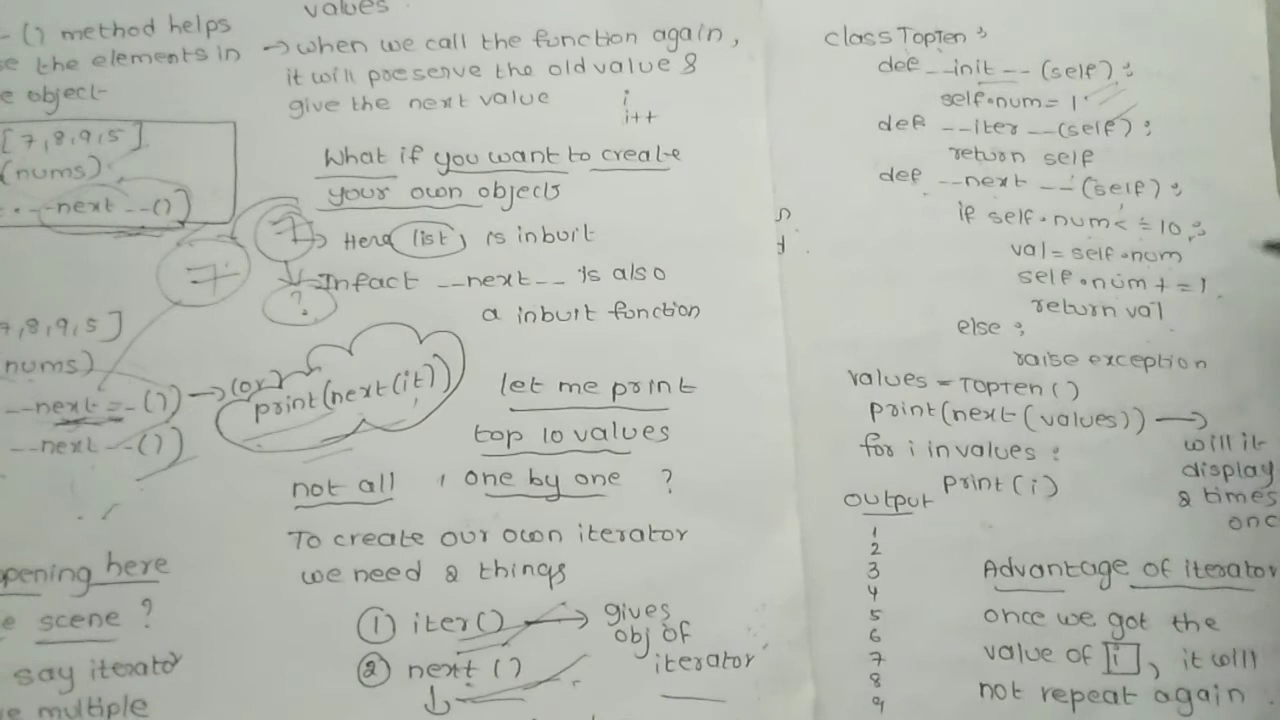 - () method helps
the elements in
object
[7,8,9,5]
(nums)
. --next--()]
7
7,8,9,5]
nums)
--next--()) → (or) print(next(it))
--next--()
opening here
scene ?
say iterator
multiple
values
→ when we call the function again,
it will preserve the old value &
give the next value
i
i++
What if you want to create
your own objects
7 → Here list, is inbuit
? Infact --next-- is also
a inbuit function
let me print
top 10 values
not all , one by one ?
To create our own iterator
we need 2 things
① iter() → gives
obj of
iterator
② next ()
class TopTen :
def --init-- (self) :
self.num = 1
def --iter--(self) :
return self
def --next-- (self) :
if self.num <= 10 :
val = self.num
self.num += 1
return val
else :
raise exception
values = TopTen ()
print(next(values)) →
will it
display
2 times
for i in values :
print(i)
output
1
2
3
4
5
6
7
8
9
Advantage of iterator
once we got the
value of i, it will
not repeat again